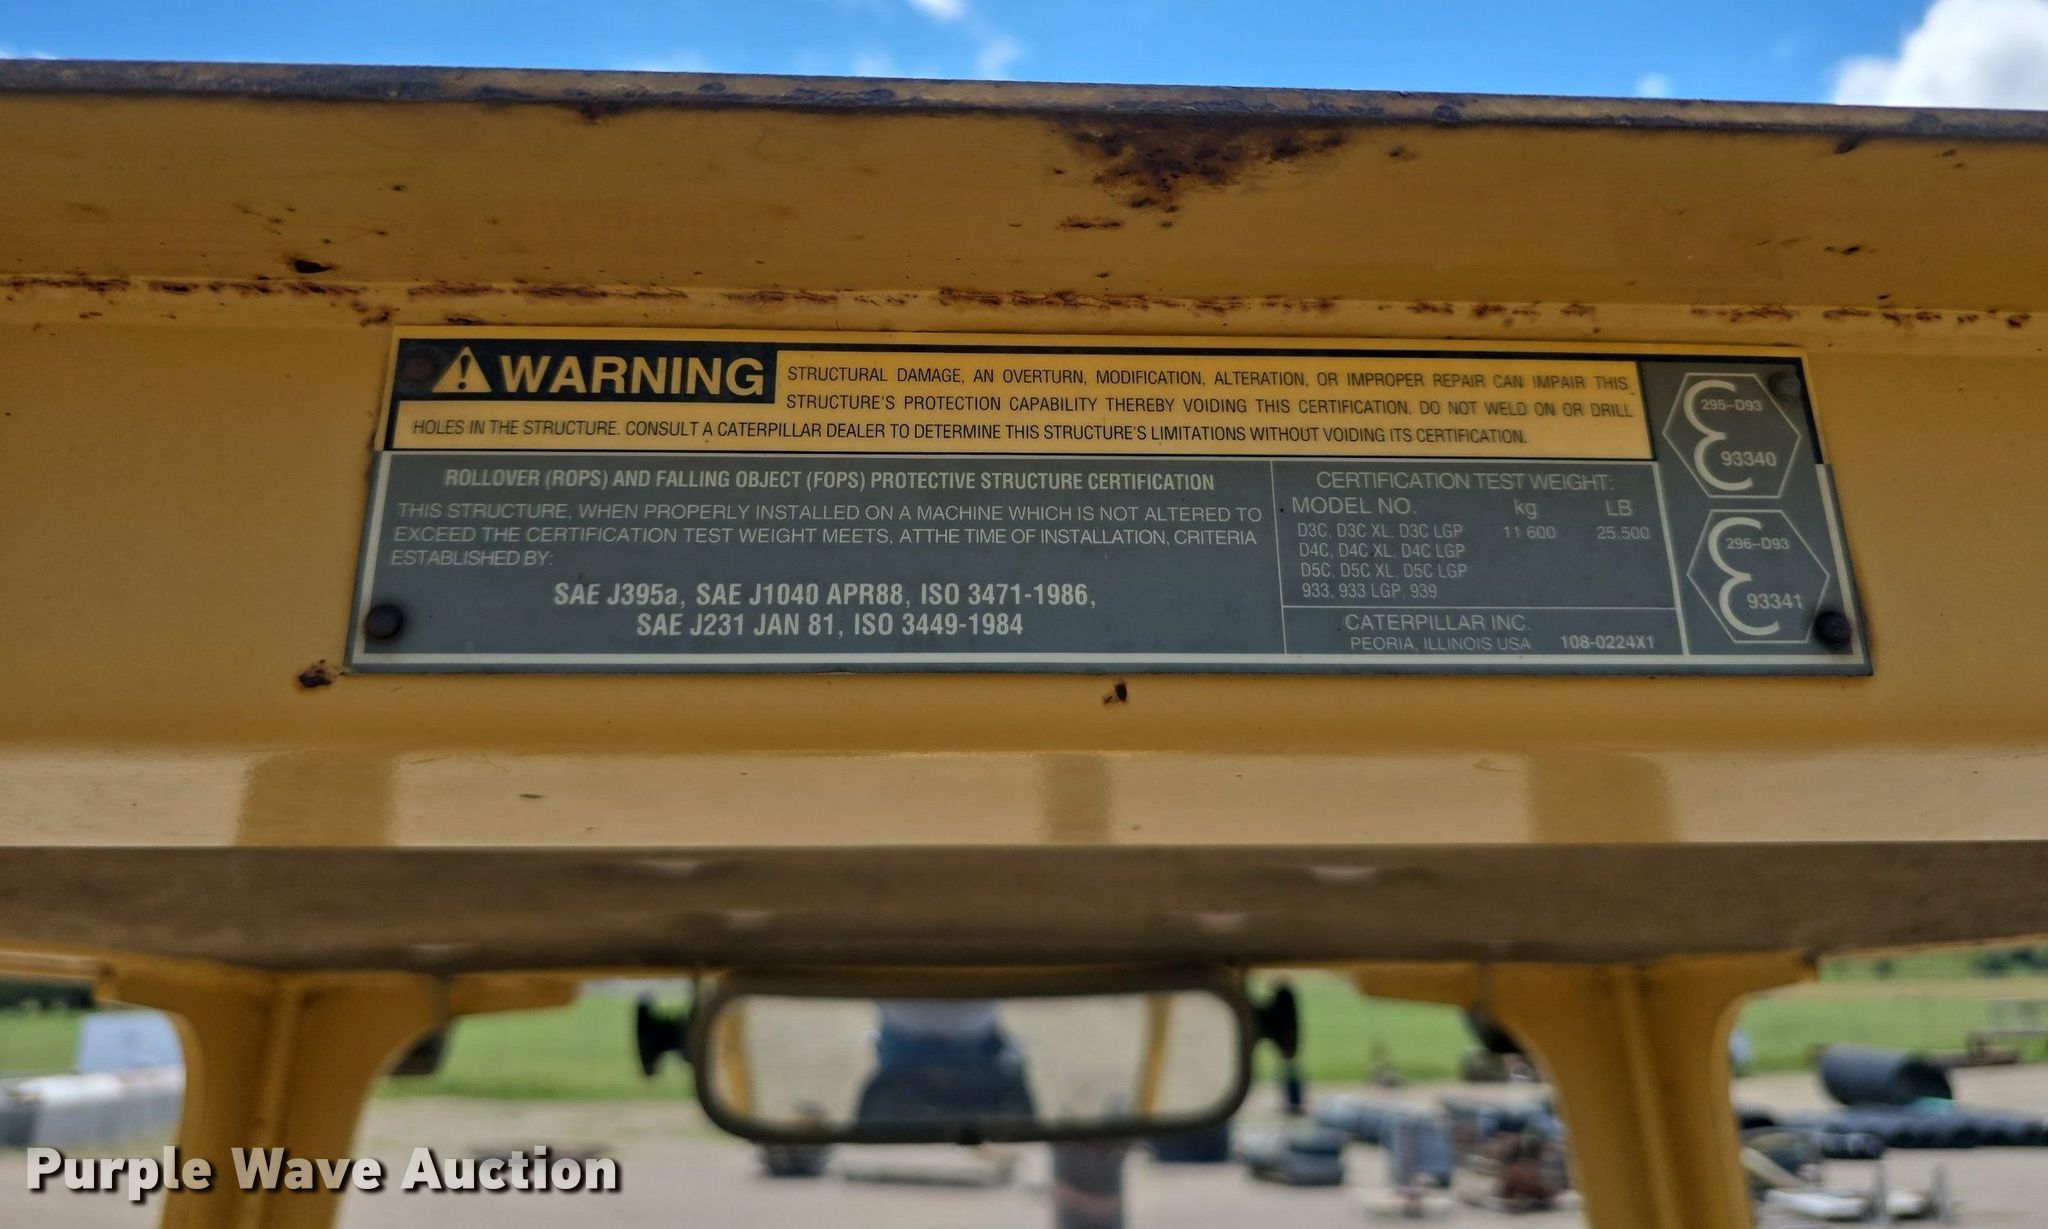 WARNING
STRUCTURAL DAMAGE, AN OVERTURN, MODIFICATION, ALTERATION, OR IMPROPER REPAIR CAN IMPAIR THIS
STRUCTURE'S PROTECTION CAPABILITY THEREBY VOIDING THIS CERTIFICATION. DO NOT WELD ON OR DRILL
HOLES IN THE STRUCTURE. CONSULT A CATERPILLAR DEALER TO DETERMINE THIS STRUCTURE'S LIMITATIONS WITHOUT VOIDING ITS CERTIFICATION.
ROLLOVER (ROPS) AND FALLING OBJECT (FOPS) PROTECTIVE STRUCTURE CERTIFICATION
THIS STRUCTURE, WHEN PROPERLY INSTALLED ON A MACHINE WHICH IS NOT ALTERED TO
EXCEED THE CERTIFICATION TEST WEIGHT MEETS, AT THE TIME OF INSTALLATION, CRITERIA
ESTABLISHED BY:
SAE J395a, SAE J1040 APR88, ISO 3471-1986,
SAE J231 JAN 81, ISO 3449-1984
CERTIFICATION TEST WEIGHT:
MODEL NO. kg LB
D3C, D3C XL, D3C LGP 11 600 25,500
D4C, D4C XL, D4C LGP
D5C, D5C XL, D5C LGP
933, 933 LGP, 939
CATERPILLAR INC.
PEORIA, ILLINOIS USA 108-0224X1
295-D93
93340
296-D93
93341
Purple Wave Auction